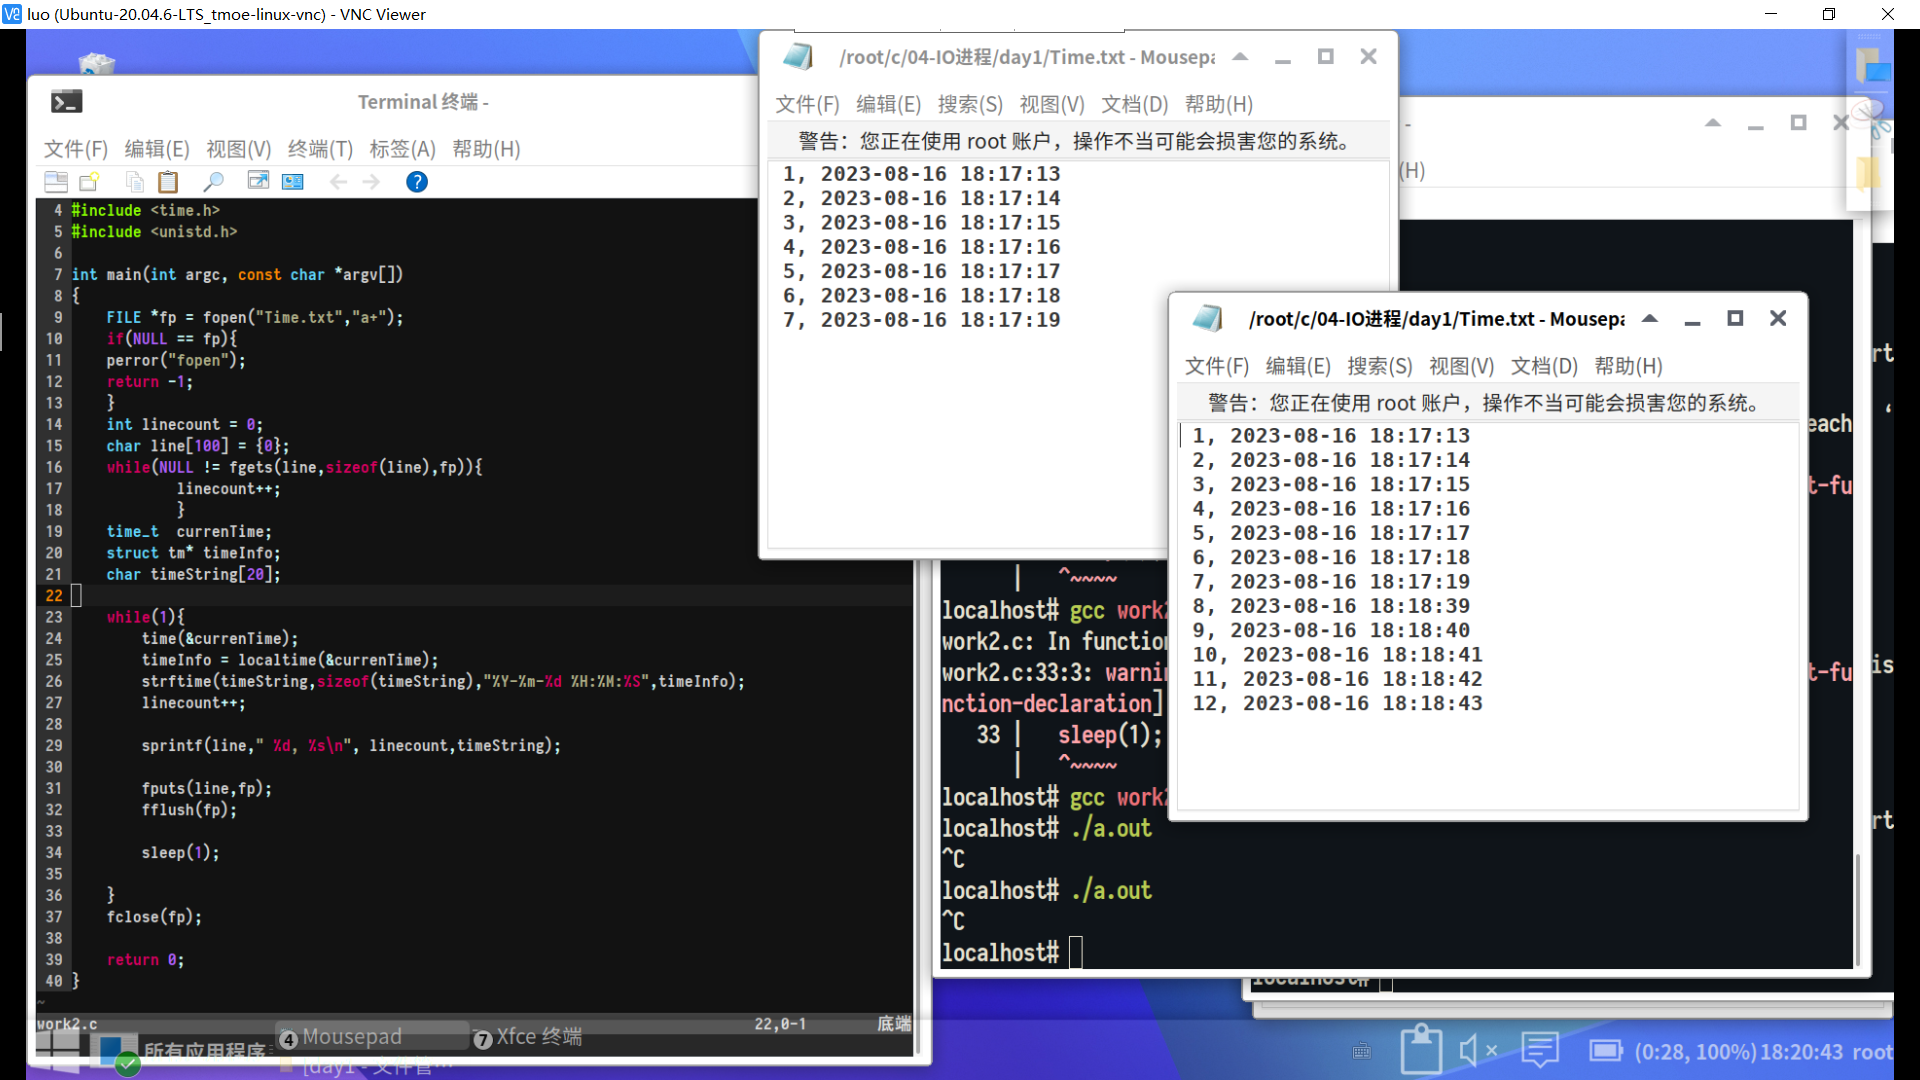 luo (Ubuntu-20.04.6-LTS_tmoe-linux-vnc) - VNC Viewer
Terminal 终端 -
文件(F) 编辑(E) 视图(V) 终端(T) 标签(A) 帮助(H)
4 #include <time.h>
5 #include <unistd.h>
6
7 int main(int argc, const char *argv[])
8 {
9 FILE *fp = fopen("Time.txt","a+");
10 if(NULL == fp){
11 perror("fopen");
12 return -1;
13 }
14 int linecount = 0;
15 char line[100] = {0};
16 while(NULL != fgets(line,sizeof(line),fp)){
17 linecount++;
18 }
19 time_t currenTime;
20 struct tm* timeInfo;
21 char timeString[20];
22
23 while(1){
24 time(&currenTime);
25 timeInfo = localtime(&currenTime);
26 strftime(timeString,sizeof(timeString),"%Y-%m-%d %H:%M:%S",timeInfo);
27 linecount++;
28
29 sprintf(line," %d, %s\n", linecount,timeString);
30
31 fputs(line,fp);
32 fflush(fp);
33
34 sleep(1);
35
36 }
37 fclose(fp);
38
39 return 0;
40 }
~
work2.c 22,0-1 底端
/root/c/04-IO进程/day1/Time.txt - Mousepa
文件(F) 编辑(E) 搜索(S) 视图(V) 文档(D) 帮助(H)
警告：您正在使用 root 账户，操作不当可能会损害您的系统。
1, 2023-08-16 18:17:13
2, 2023-08-16 18:17:14
3, 2023-08-16 18:17:15
4, 2023-08-16 18:17:16
5, 2023-08-16 18:17:17
6, 2023-08-16 18:17:18
7, 2023-08-16 18:17:19
-
(H)
/root/c/04-IO进程/day1/Time.txt - Mousepa
文件(F) 编辑(E) 搜索(S) 视图(V) 文档(D) 帮助(H)
警告：您正在使用 root 账户，操作不当可能会损害您的系统。
1, 2023-08-16 18:17:13
2, 2023-08-16 18:17:14
3, 2023-08-16 18:17:15
4, 2023-08-16 18:17:16
5, 2023-08-16 18:17:17
6, 2023-08-16 18:17:18
7, 2023-08-16 18:17:19
8, 2023-08-16 18:18:39
9, 2023-08-16 18:18:40
10, 2023-08-16 18:18:41
11, 2023-08-16 18:18:42
12, 2023-08-16 18:18:43
rt
each ‘
t-fu
t-fu is
rt
| ^~~~~
localhost# gcc work2
work2.c: In function
work2.c:33:3: warni
nction-declaration]
33 | sleep(1);
| ^~~~~
localhost# gcc work2
localhost# ./a.out
^C
localhost# ./a.out
^C
localhost#
localhost#
所有应用程序
4 Mousepad
7 Xfce 终端
[day1 - 文件管…
(0:28, 100%) 18:20:43 root